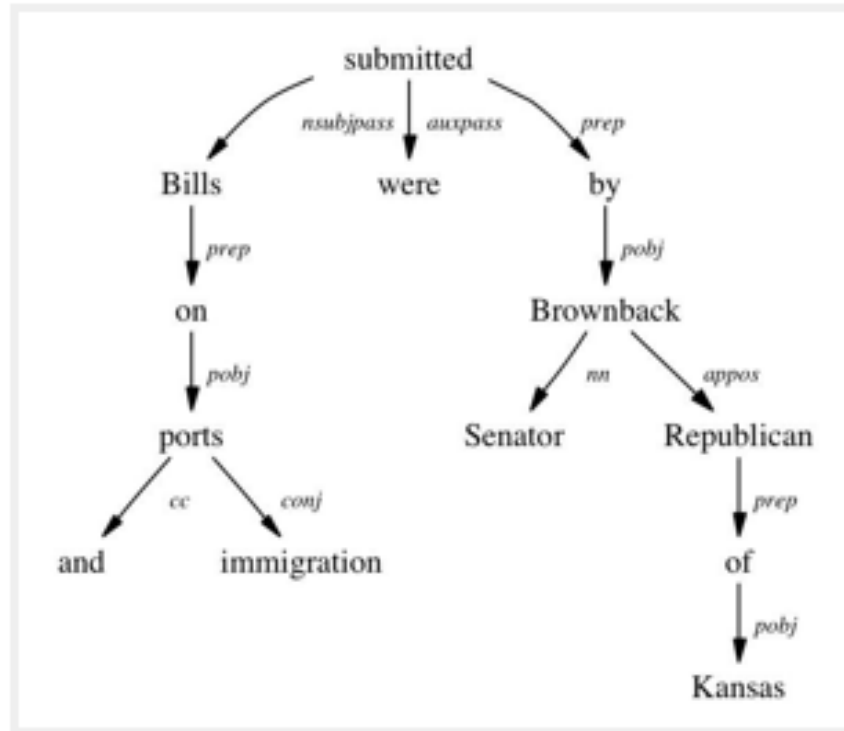 submitted
nsubjpass auxpass prep
Bills were by
prep pobj
on Brownback
pobj nn appos
ports Senator Republican
cc conj prep
and immigration of
pobj
Kansas